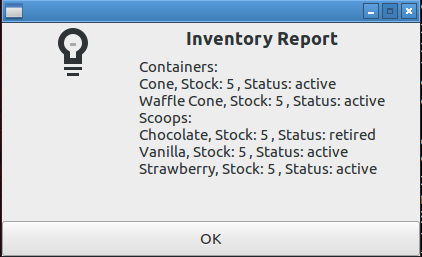 Inventory Report
Containers:
Cone, Stock: 5 , Status: active
Waffle Cone, Stock: 5 , Status: active
Scoops:
Chocolate, Stock: 5 , Status: retired
Vanilla, Stock: 5 , Status: active
Strawberry, Stock: 5 , Status: active
OK